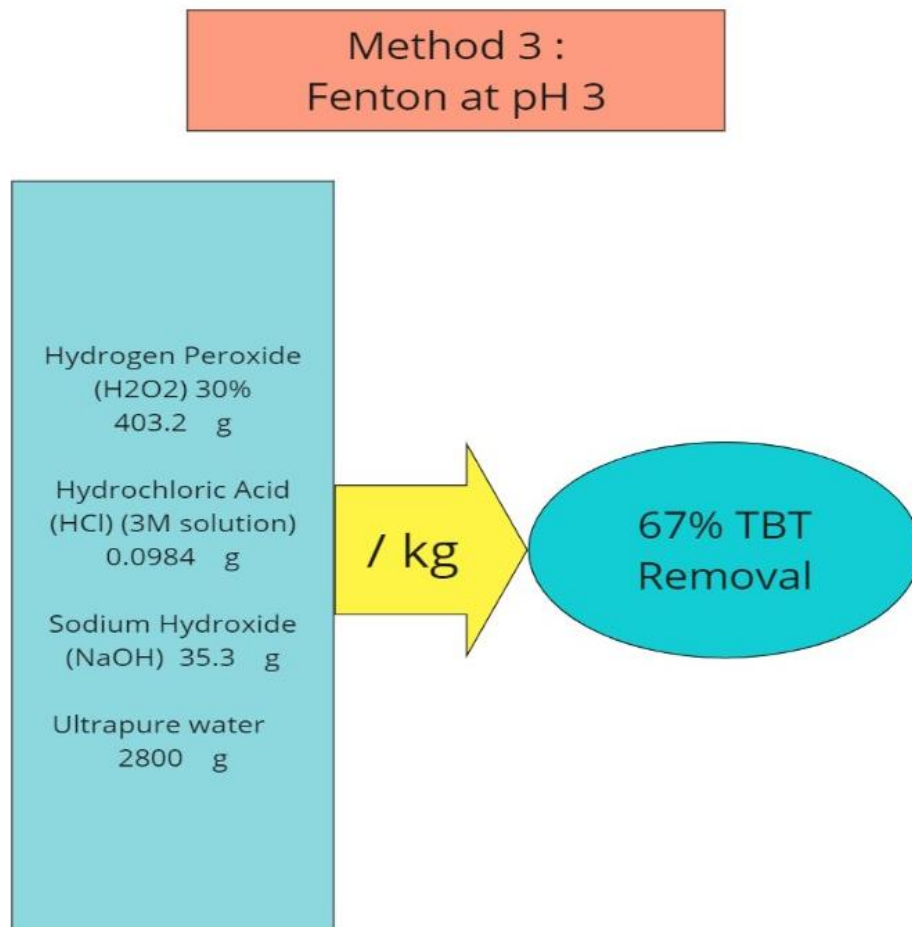 Method 3 :
Fenton at pH 3
Hydrogen Peroxide
(H2O2) 30%
403.2 g
Hydrochloric Acid
(HCl) (3M solution)
0.0984 g
Sodium Hydroxide
(NaOH) 35.3 g
Ultrapure water
2800 g
/ kg
67% TBT
Removal